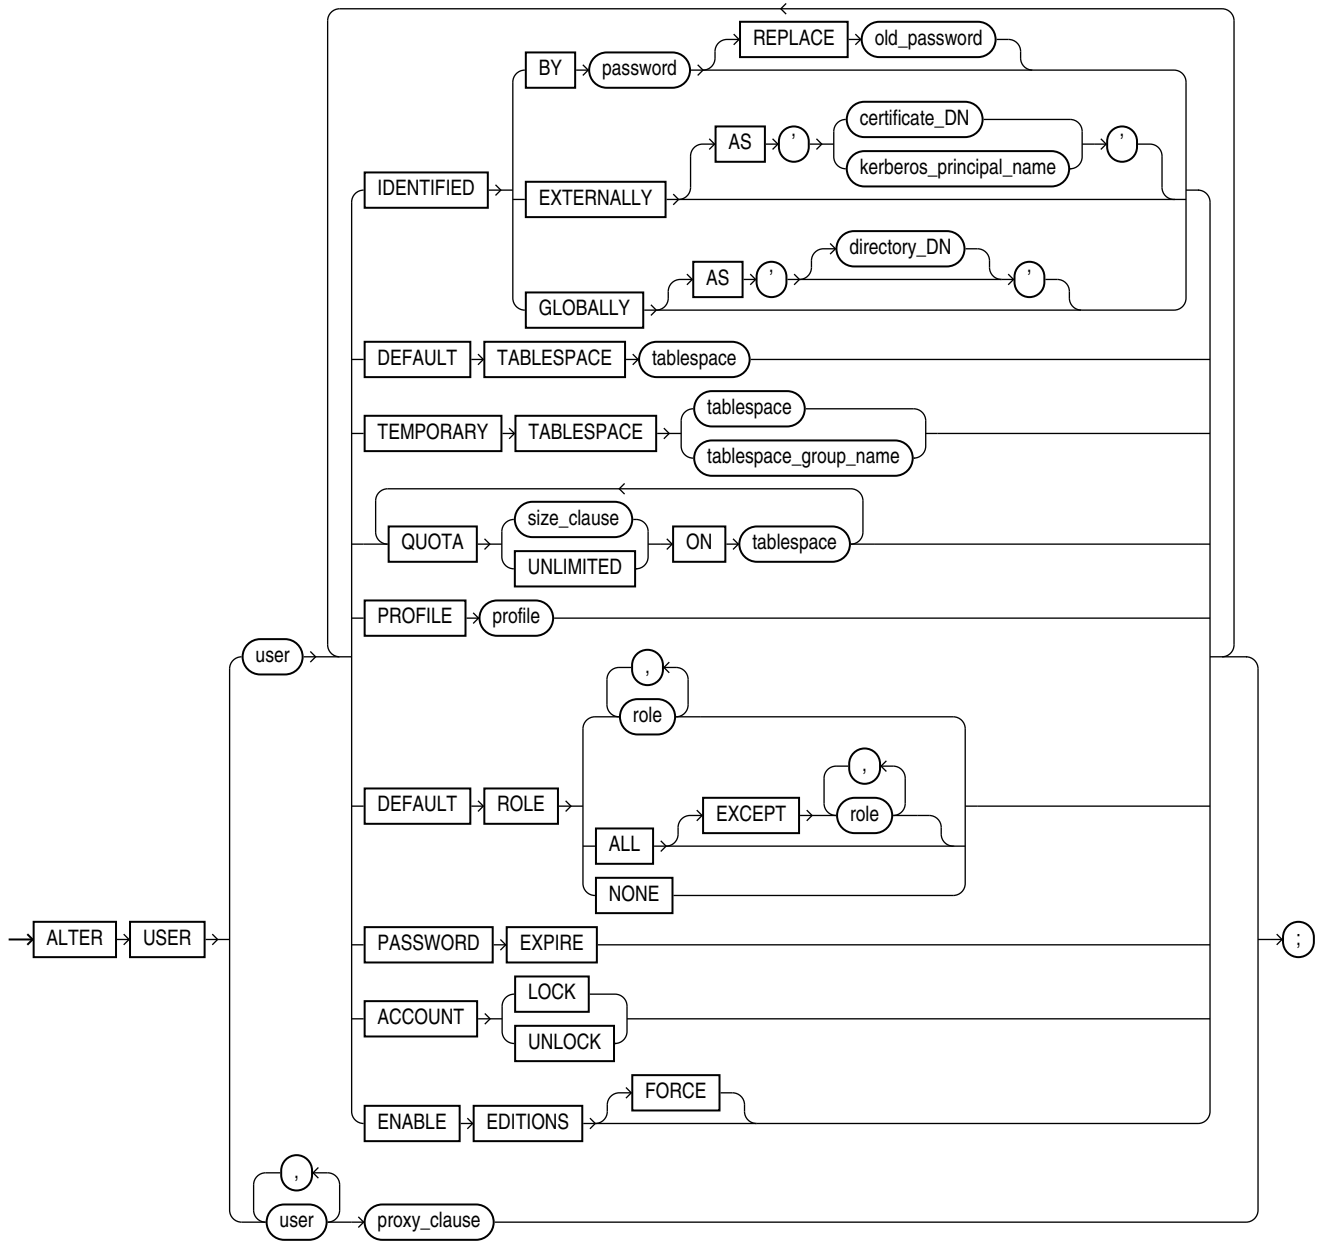 REPLACE old_password
BY password
certificate_DN
AS ' '
kerberos_principal_name
IDENTIFIED
EXTERNALLY
directory_DN
AS ' '
GLOBALLY
DEFAULT TABLESPACE tablespace
tablespace
TEMPORARY TABLESPACE
tablespace_group_name
size_clause
QUOTA ON tablespace
UNLIMITED
PROFILE profile
user
,
role
,
DEFAULT ROLE EXCEPT role
ALL
NONE
ALTER USER ;
PASSWORD EXPIRE
LOCK
ACCOUNT
UNLOCK
FORCE
ENABLE EDITIONS
,
user proxy_clause